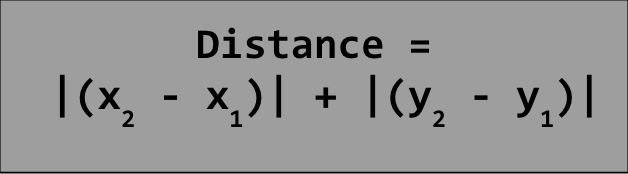 Distance =
|(x₂ - x₁)| + |(y₂ - y₁)|